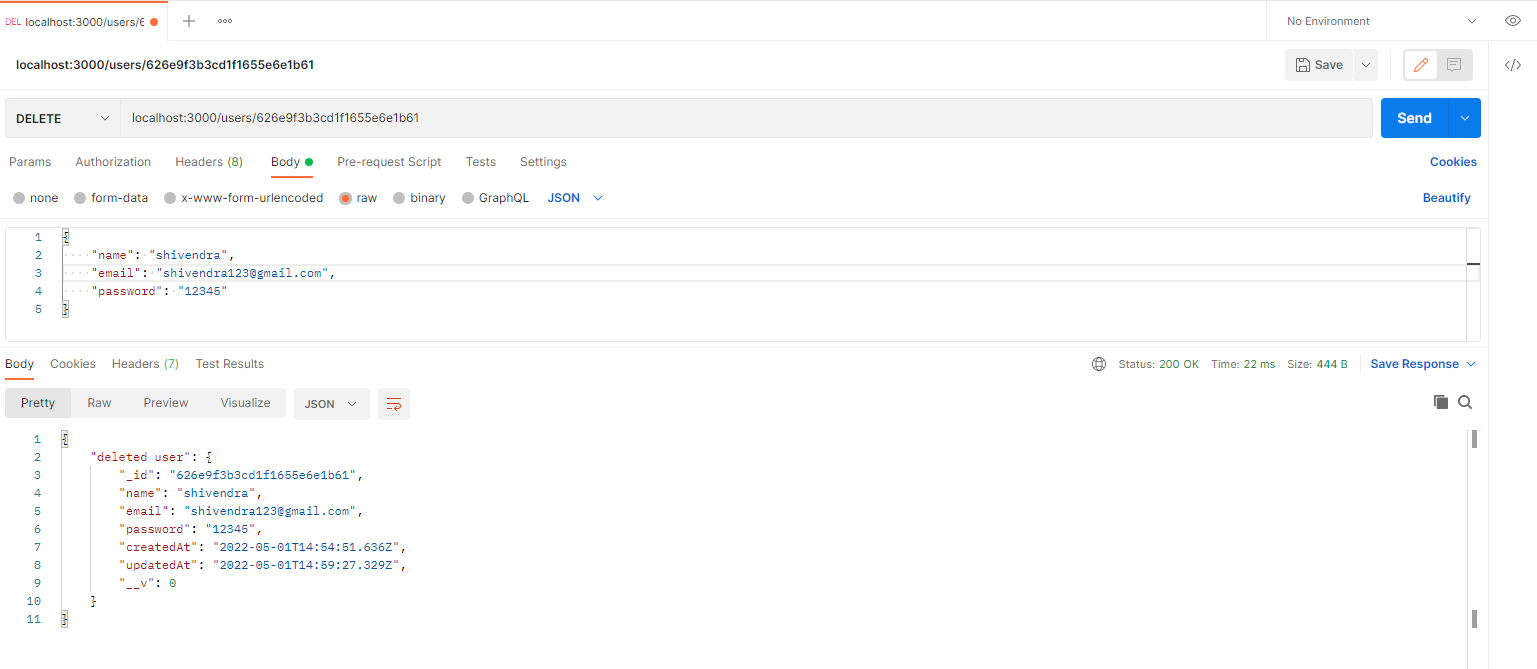 DEL localhost:3000/users/6
No Environment
localhost:3000/users/626e9f3b3cd1f1655e6e1b61
Save
DELETE localhost:3000/users/626e9f3b3cd1f1655e6e1b61 Send
Params Authorization Headers (8) Body Pre-request Script Tests Settings Cookies
none form-data x-www-form-urlencoded raw binary GraphQL JSON Beautify
1 {
2 "name": "shivendra",
3 "email": "shivendra123@gmail.com",
4 "password": "12345"
5 }
Body Cookies Headers (7) Test Results Status: 200 OK Time: 22 ms Size: 444 B Save Response
Pretty Raw Preview Visualize JSON
1 {
2 "deleted user": {
3 "_id": "626e9f3b3cd1f1655e6e1b61",
4 "name": "shivendra",
5 "email": "shivendra123@gmail.com",
6 "password": "12345",
7 "createdAt": "2022-05-01T14:54:51.636Z",
8 "updatedAt": "2022-05-01T14:59:27.329Z",
9 "__v": 0
10 }
11 }